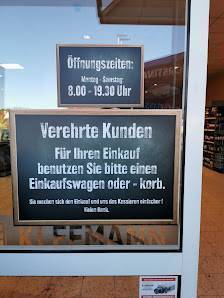 Öffnungszeiten:
Montag - Samstag:
8.00 - 19.30 Uhr
Verehrte Kunden
Für Ihren Einkauf
benutzen Sie bitte einen
Einkaufswagen oder - korb.
Sie machen sich den Einkauf und uns das Kassieren einfacher!
Vielen Dank.
KLEEMANN